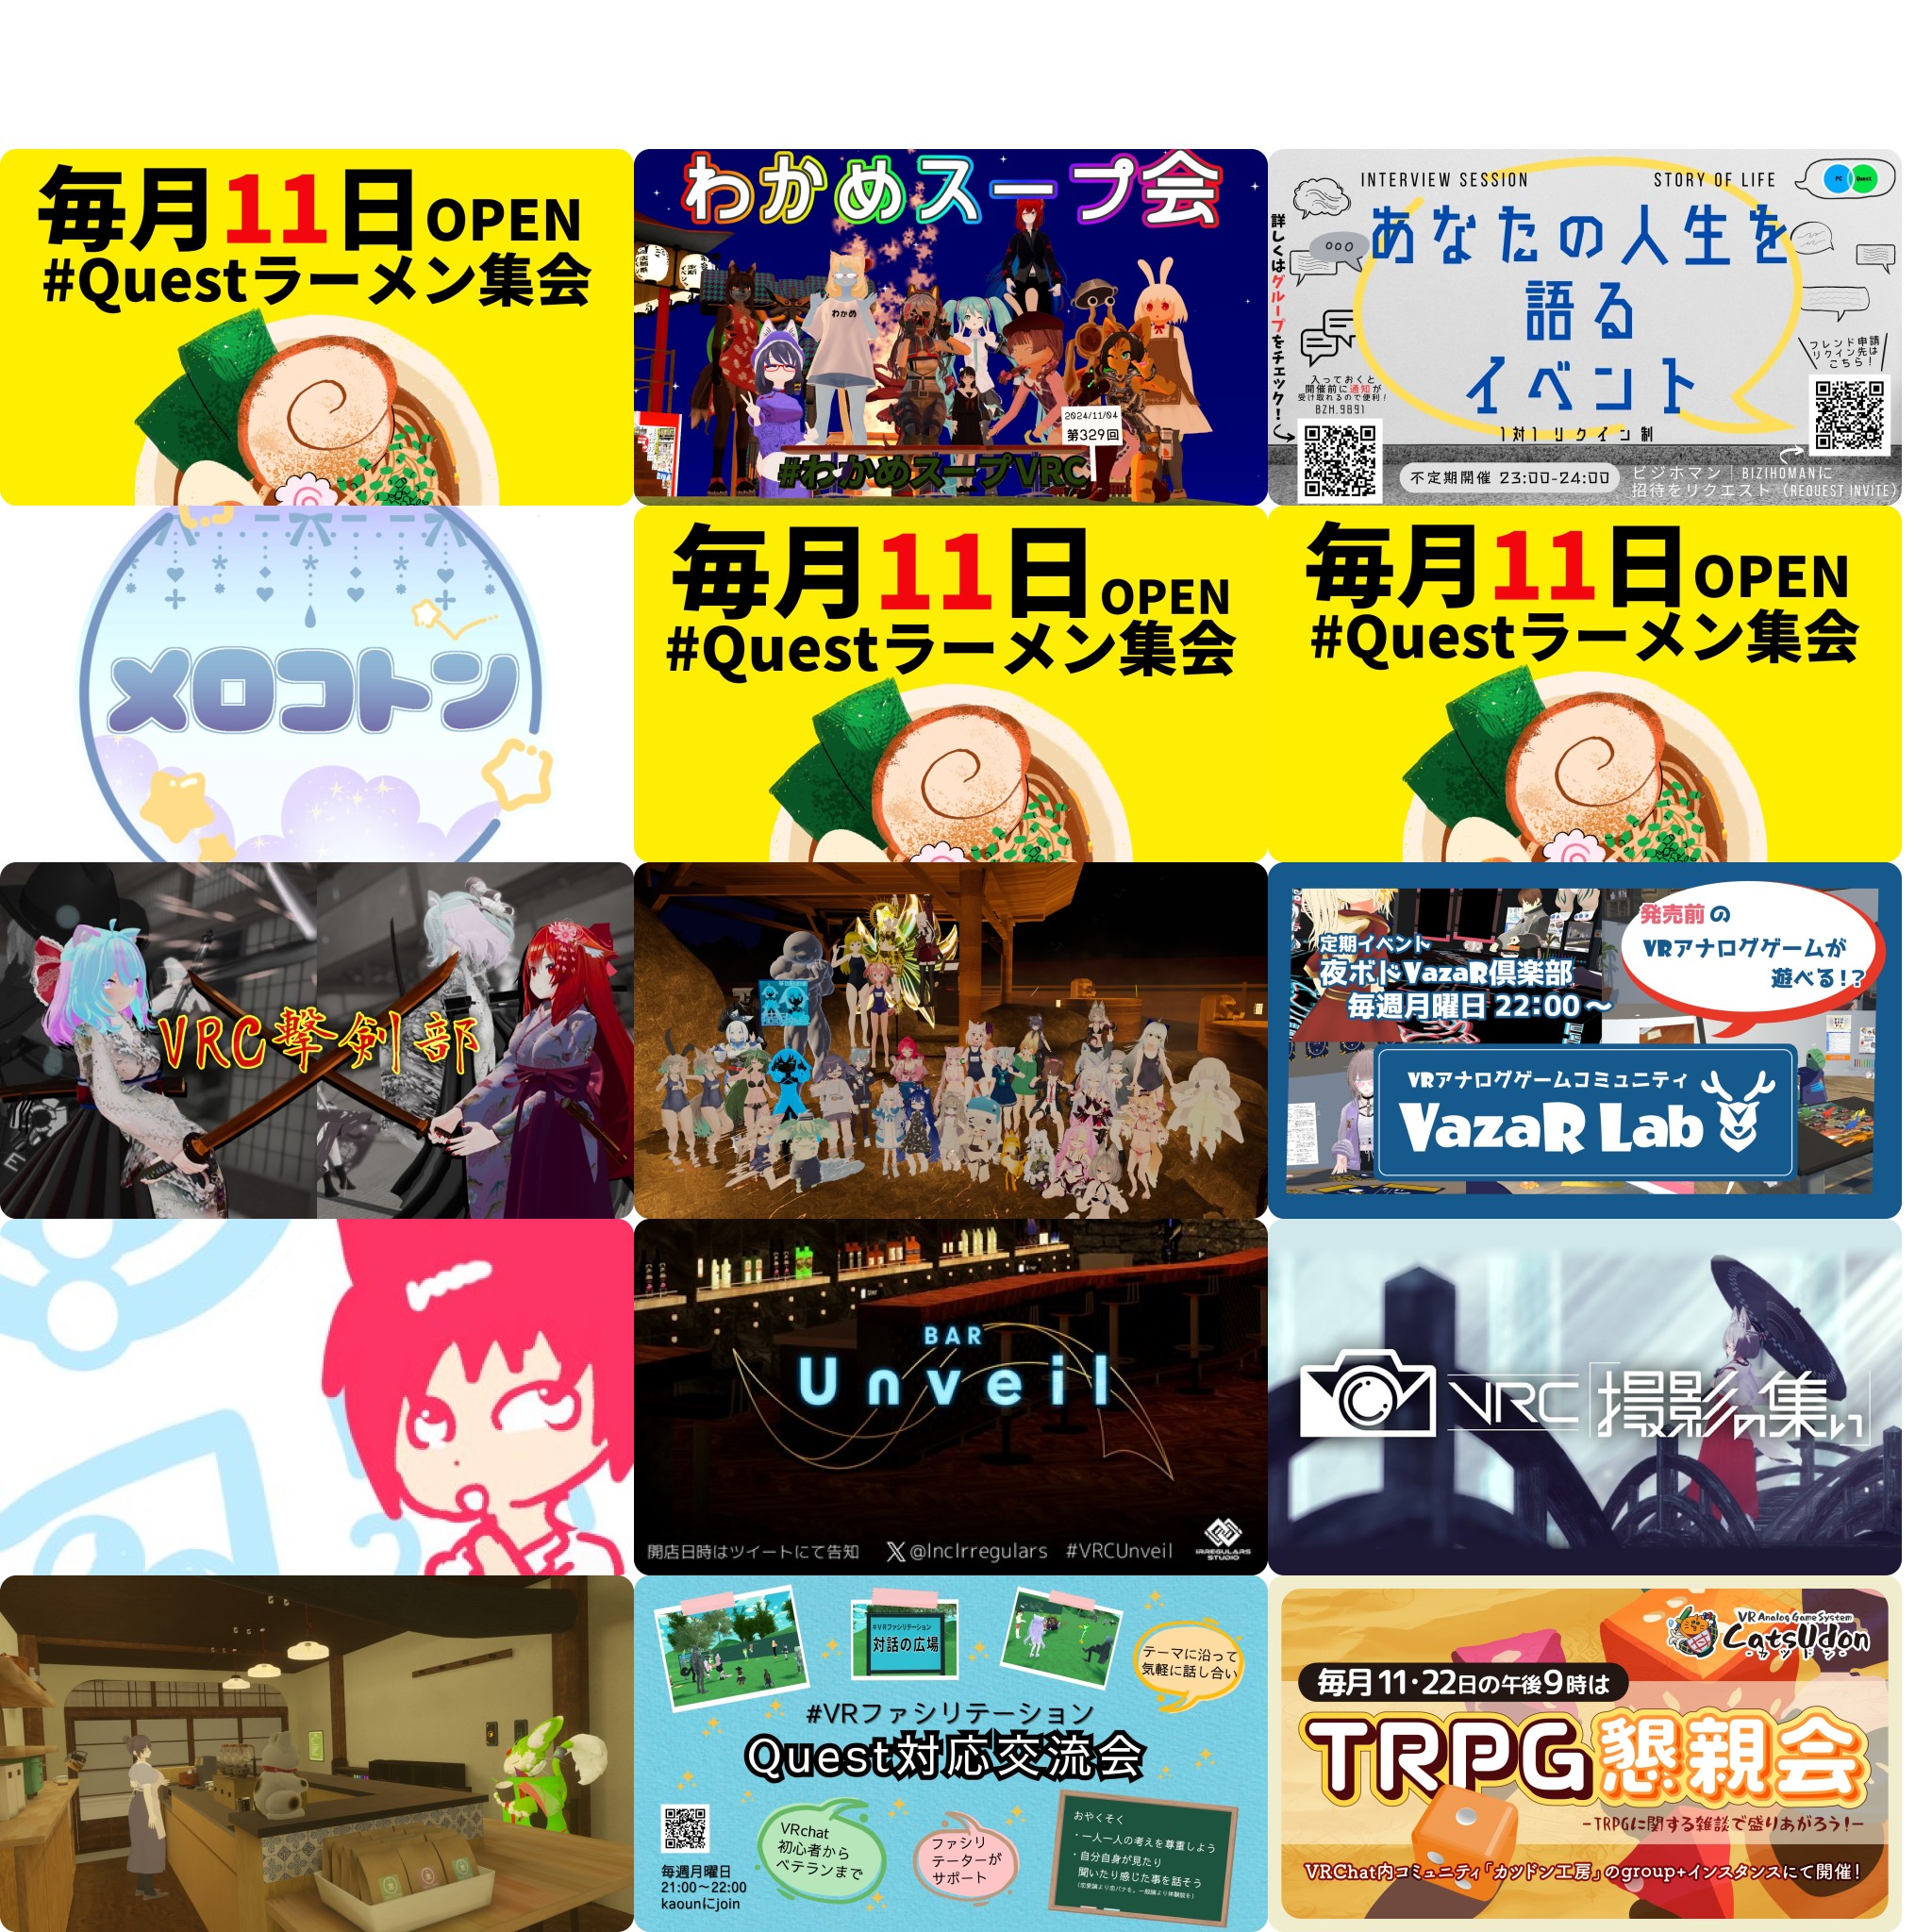 毎月11日OPEN
#Questラーメン集会
わかめスープ会
わかめ
2024/11/04
第329回
#わかめスープVRC
INTERVIEW SESSION
STORY OF LIFE
PC
Quest
あなたの人生を
語る
イベント
1対1 リクイン制
詳しくはグループをチェック!
入っておくと
開催前に通知が
受け取れるので便利!
BZH.9891
フレンド申請
リクイン先は
こちら!
不定期開催 23:00-24:00
ビジホマン|BIZIHOMANに
招待をリクエスト (REQUEST INVITE)
メロコトン
毎月11日OPEN
#Questラーメン集会
毎月11日OPEN
#Questラーメン集会
VRC撃剣部
定期イベント
夜ボドVazaR倶楽部
毎週月曜日 22:00~
発売前の
VRアナログゲームが
遊べる!?
VRアナログゲームコミュニティ
VazaR Lab
BAR
Unveil
開店日時はツイートにて告知
X@IncIrregulars
#VRCUnveil
IRREGULARS
STUDIO
VRC「撮影の集い」
#VRファシリテーション
対話の広場
テーマに沿って
気軽に話し合い
#VRファシリテーション
Quest対応交流会
VRchat
初心者から
ベテランまで
ファシリ
テーターが
サポート
おやくそく
・一人一人の考えを尊重しよう
・自分自身が見たり
聞いたり感じた事を話そう
毎週月曜日
21:00~22:00
kaounにjoin
VR Analog Game System
CatsUdon
-カツドン-
毎月11・22日の午後9時は
TRPG懇親会
-TRPGに関する雑談で盛りあがろう!-
VRChat内コミュニティ「カツドン工房」のgroup+インスタンスにて開催!